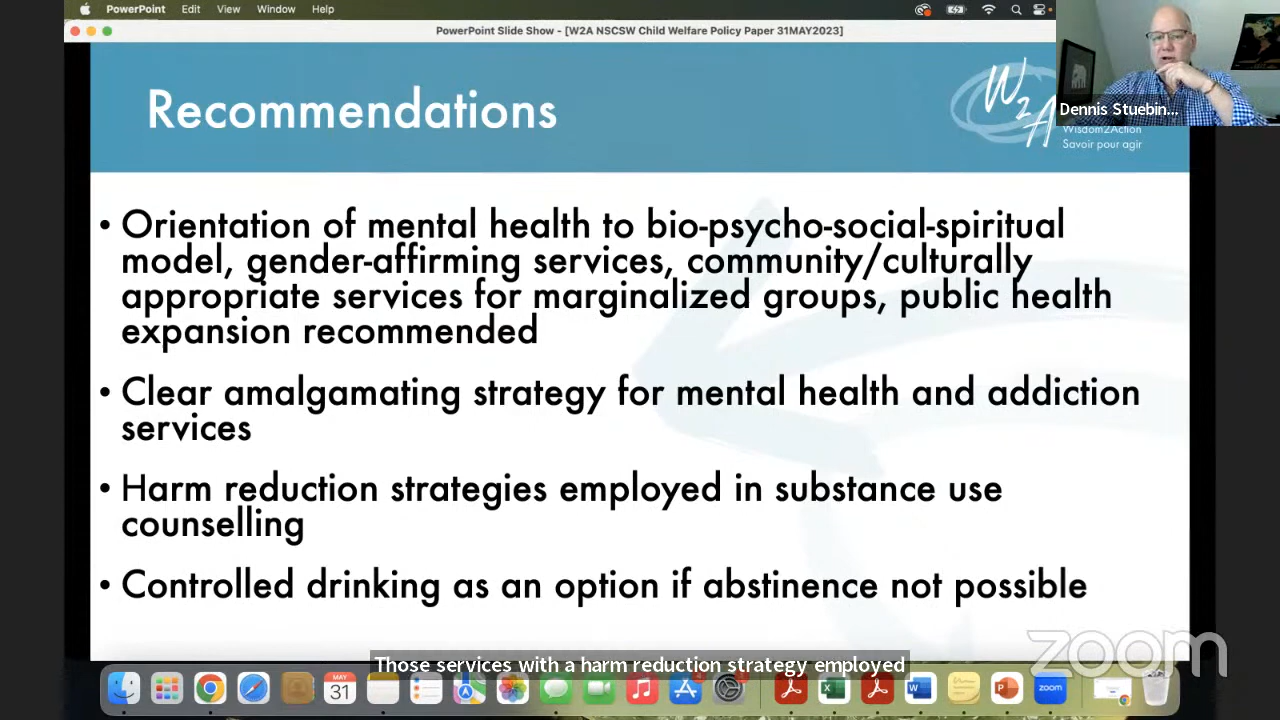 PowerPoint Edit View Window Help
PowerPoint Slide Show - [W2A NSCSW Child Welfare Policy Paper 31MAY2023]
Recommendations
W2A
Wisdom2Action
Savoir pour agir
Dennis Stuebin...
• Orientation of mental health to bio-psycho-social-spiritual
model, gender-affirming services, community/culturally
appropriate services for marginalized groups, public health
expansion recommended
• Clear amalgamating strategy for mental health and addiction
services
• Harm reduction strategies employed in substance use
counselling
• Controlled drinking as an option if abstinence not possible
zoom
Those services with a harm reduction strategy employed
MAY
31
zoom